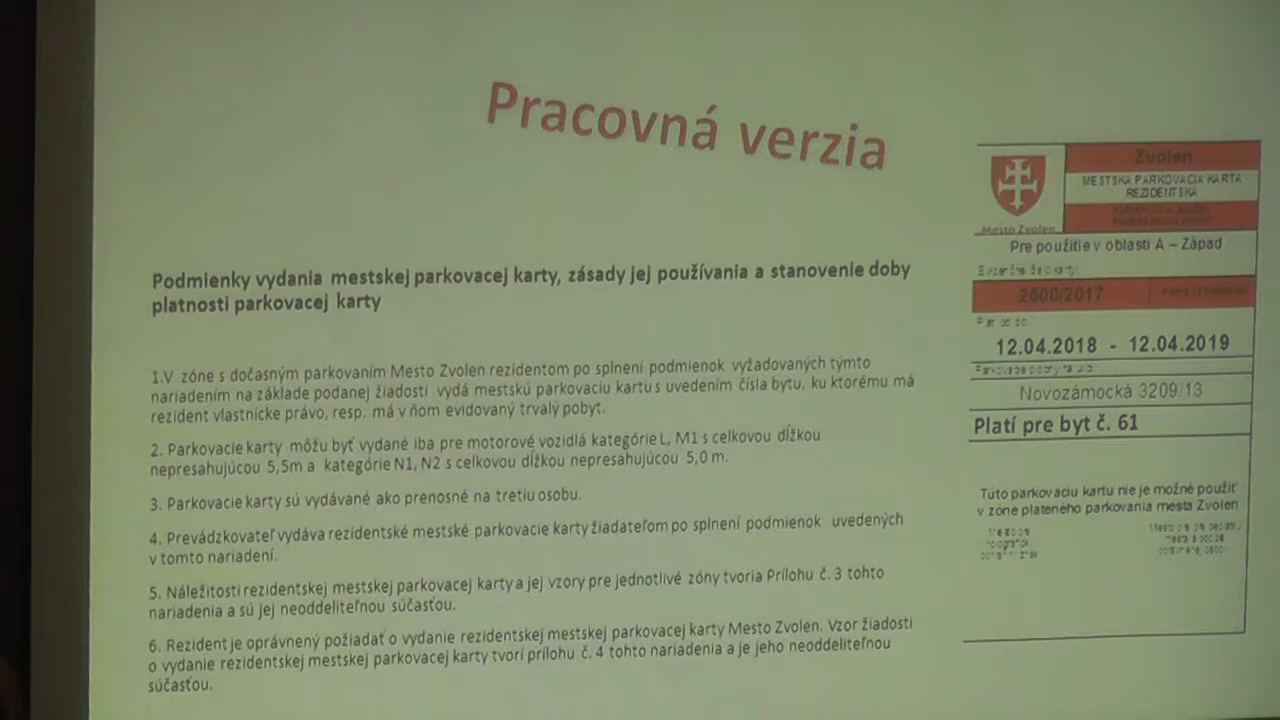 Pracovná verzia
Podmienky vydania mestskej parkovacej karty, zásady jej používania a stanovenie doby
platnosti parkovacej karty
1.V zóne s dočasným parkovaním Mesto Zvolen rezidentom po splnení podmienok vyžadovaných týmto
nariadením na základe podanej žiadosti vydá mestskú parkovaciu kartu s uvedením čísla bytu, ku ktorému má
rezident vlastnícke právo, resp. má v ňom evidovaný trvalý pobyt.
2. Parkovacie karty môžu byť vydané iba pre motorové vozidlá kategórie L, M1 s celkovou dĺžkou
nepresahujúcou 5,5m a kategórie N1, N2 s celkovou dĺžkou nepresahujúcou 5,0 m.
3. Parkovacie karty sú vydávané ako prenosné na tretiu osobu.
4. Prevádzkovateľ vydáva rezidentské mestské parkovacie karty žiadateľom po splnení podmienok uvedených
v tomto nariadení.
5. Náležitosti rezidentskej mestskej parkovacej karty a jej vzory pre jednotlivé zóny tvoria Prílohu č. 3 tohto
nariadenia a sú jej neoddeliteľnou súčasťou.
6. Rezident je oprávnený požiadať o vydanie rezidentskej mestskej parkovacej karty Mesto Zvolen. Vzor žiadosti
o vydanie rezidentskej mestskej parkovacej karty tvorí prílohu č. 4 tohto nariadenia a je jeho neoddeliteľnou
súčasťou.
Zvolen
MESTSKÁ PARKOVACIA KARTA
REZIDENTSKÁ
Mesto Zvolen
Pre použitie v oblasti A – Západ
2600/2017
12.04.2018 - 12.04.2019
Novozámocká 3209/13
Platí pre byt č. 61
Túto parkovaciu kartu nie je možné použiť
v zóne plateného parkovania mesta Zvolen